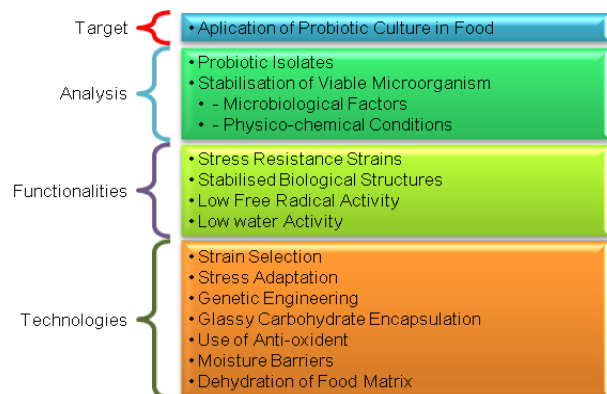 Target
• Aplication of Probiotic Culture in Food
Analysis
• Probiotic Isolates
• Stabilisation of Viable Microorganism
• - Microbiological Factors
• - Physico-chemical Conditions
Functionalities
• Stress Resistance Strains
• Stabilised Biological Structures
• Low Free Radical Activity
• Low water Activity
Technologies
• Strain Selection
• Stress Adaptation
• Genetic Engineering
• Glassy Carbohydrate Encapsulation
• Use of Anti-oxident
• Moisture Barriers
• Dehydration of Food Matrix